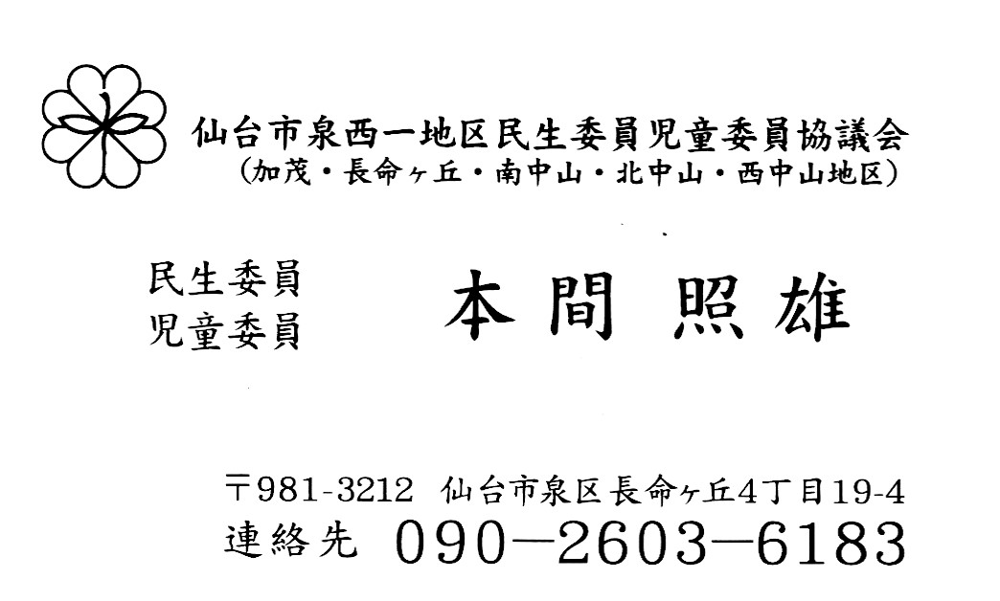 仙台市泉西一地区民生委員児童委員協議会
（加茂・長命ヶ丘・南中山・北中山・西中山地区）
民生委員
児童委員
本間 照雄
〒981-3212 仙台市泉区長命ヶ丘4丁目19-4
連絡先 090－2603－6183